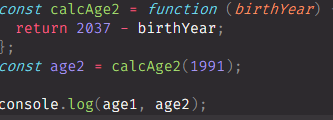 const calcAge2 = function (birthYear) {
return 2037 - birthYear;
};
const age2 = calcAge2(1991);
console.log(age1, age2);